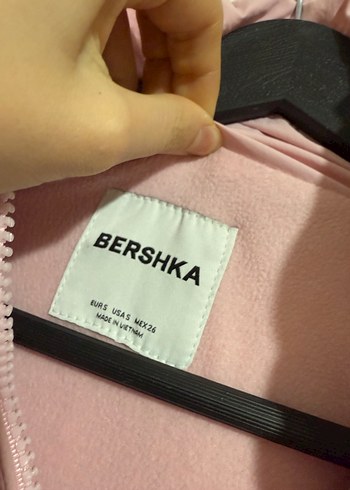 BERSHKA
EUR S USA S MEX 26
MADE IN VIETNAM